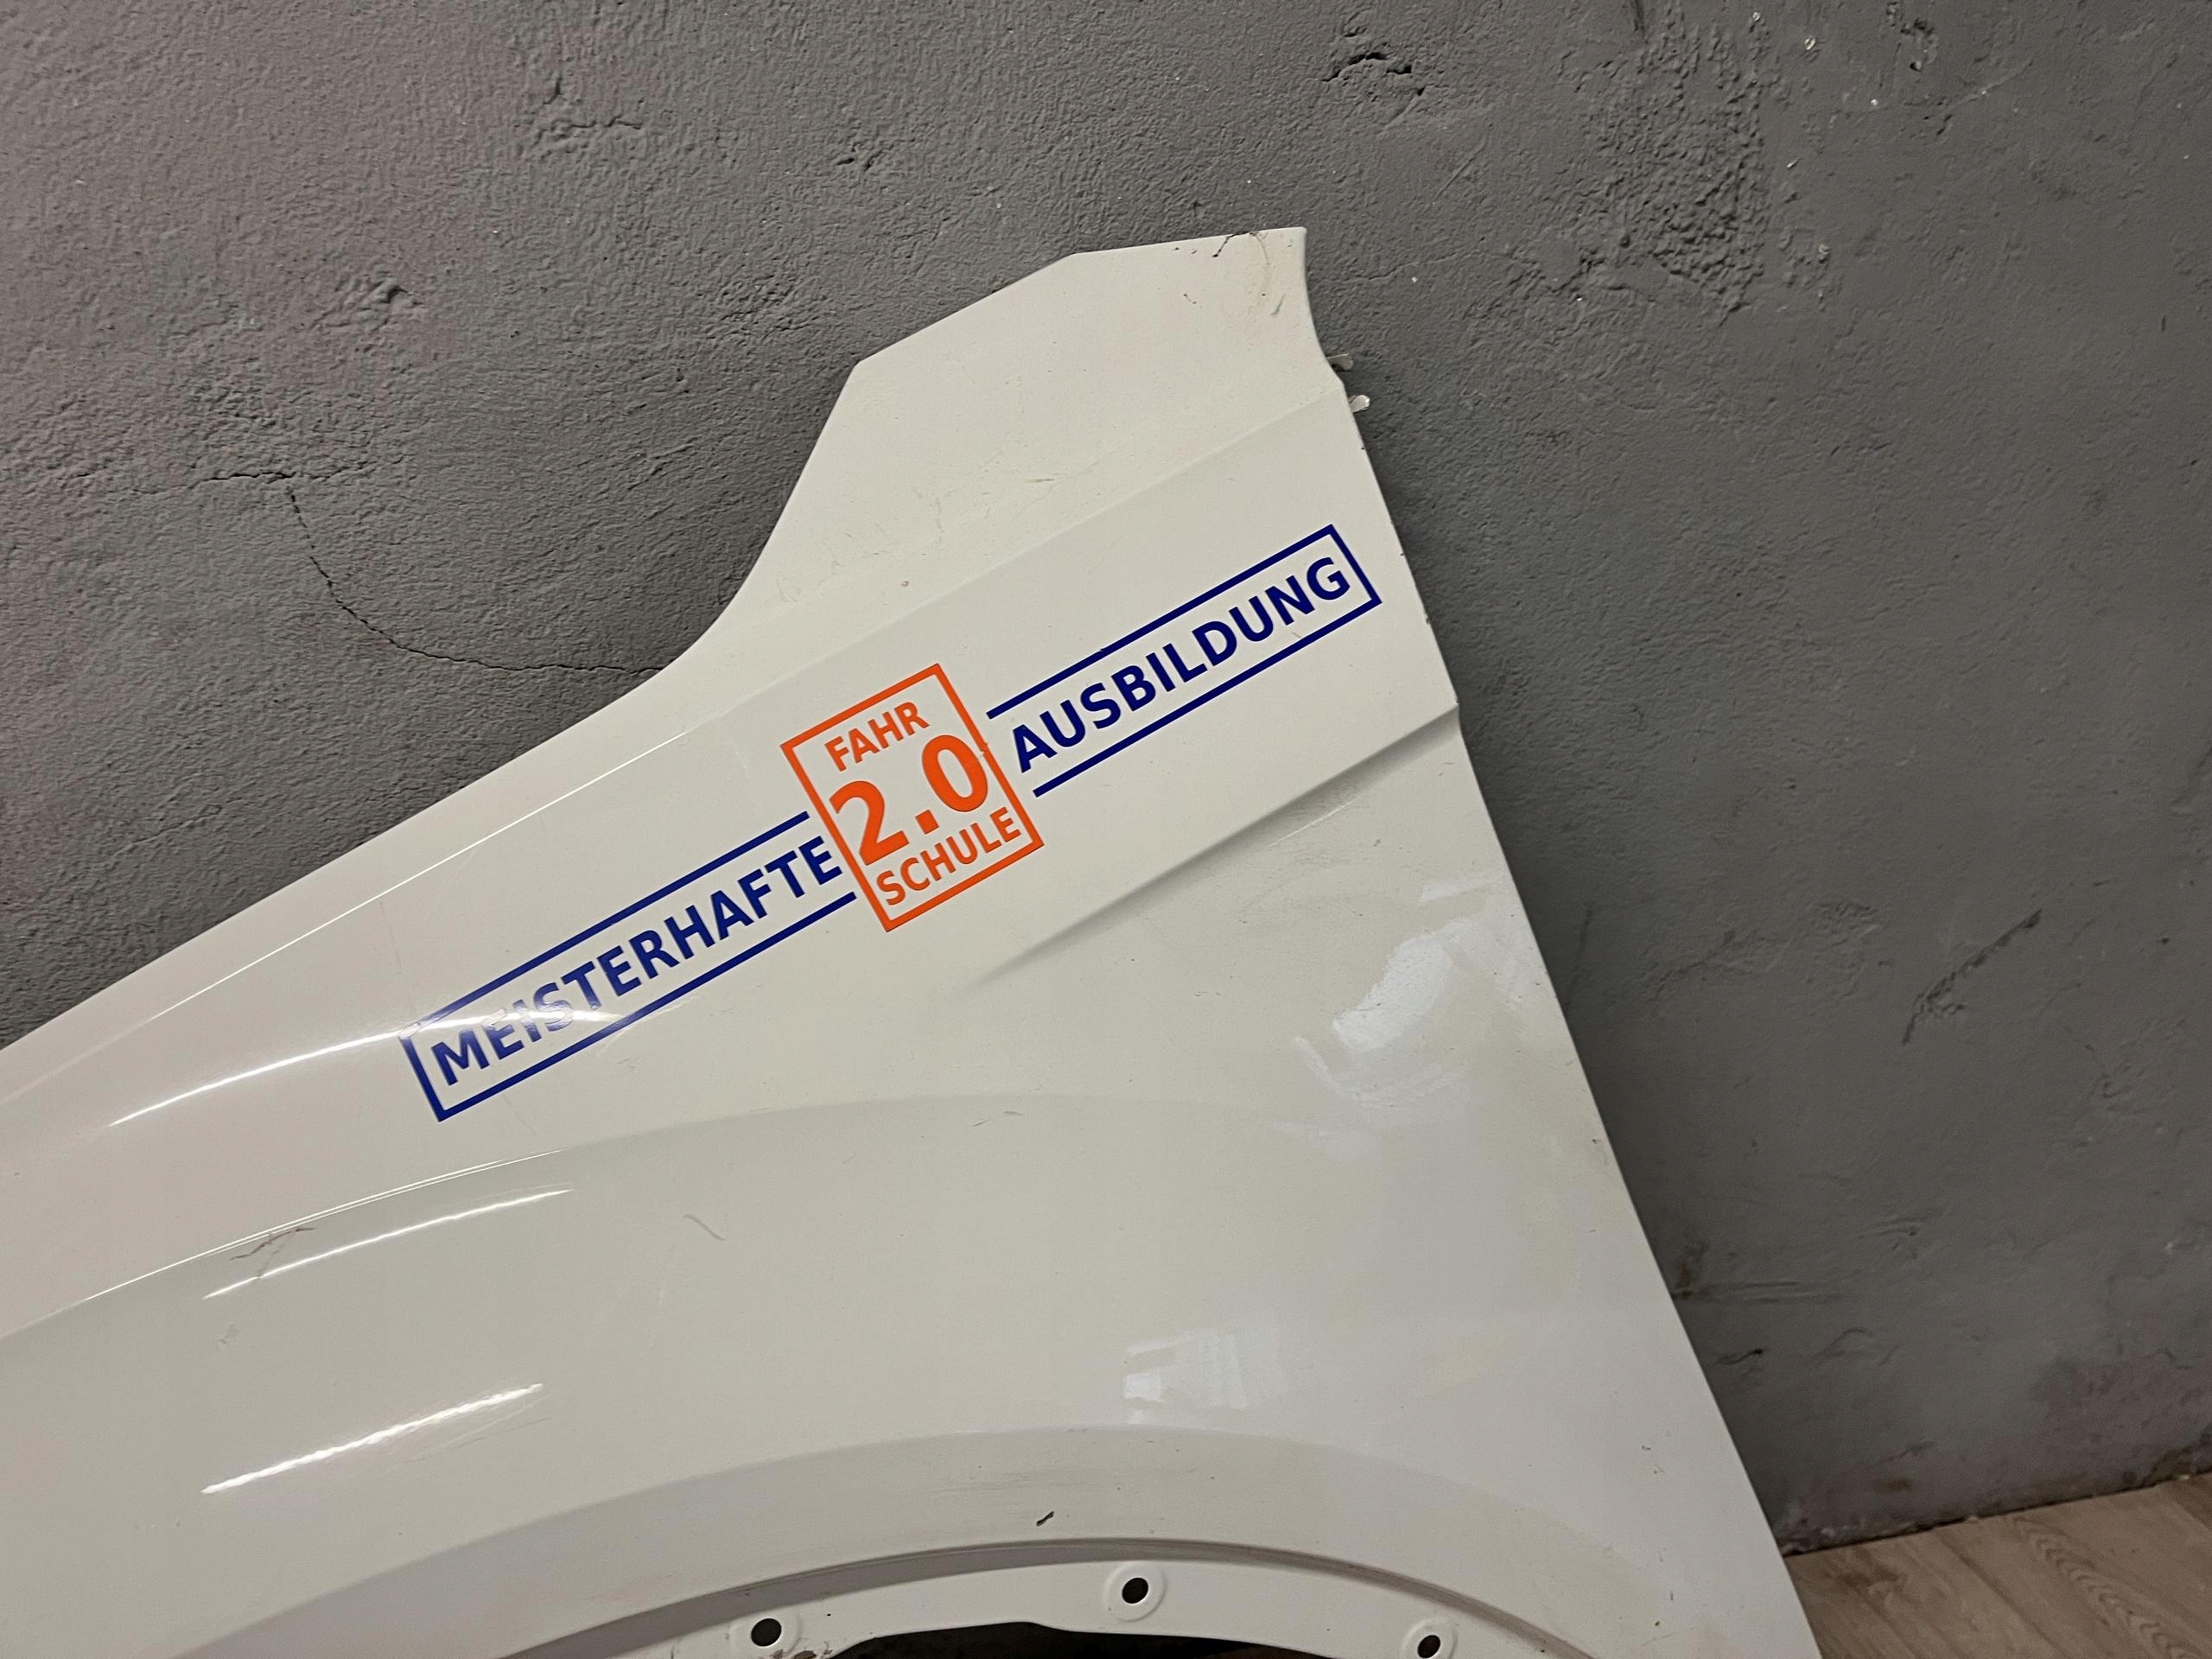 MEISTERHAFTE
FAHR
2.0
SCHULE
AUSBILDUNG